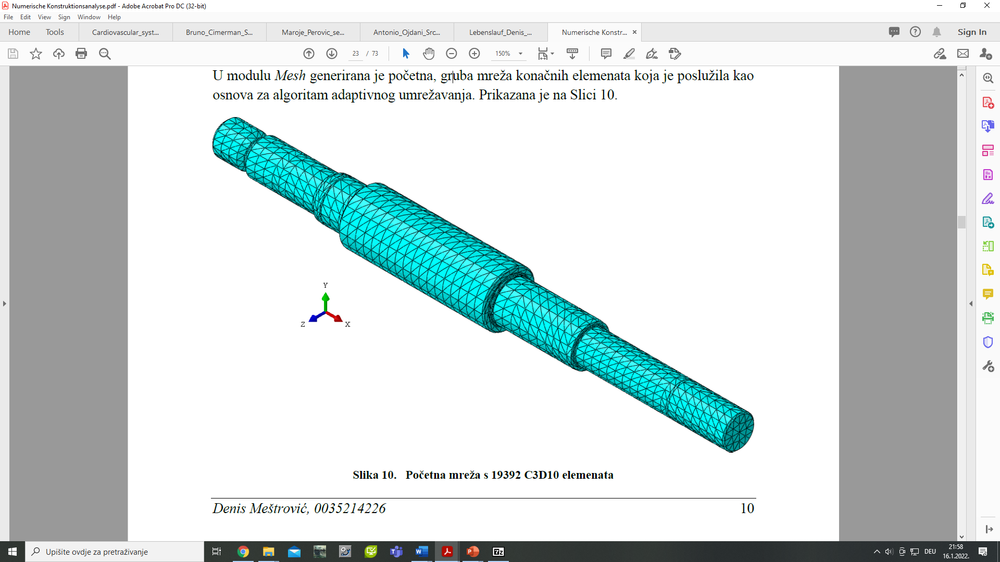 Numerische Konstruktionsanalyse.pdf - Adobe Acrobat Pro DC (32-bit)
File Edit View Sign Window Help
Home Tools Cardiovascular_syst... Bruno_Cimerman_S... Maroje_Perovic_se... Antonio_Ojdani_Src... Lebenslauf_Denis_... Numerische Konstr... × Sign In
23 / 73 150%
U modulu Mesh generirana je početna, gruba mreža konačnih elemenata koja je poslužila kao
osnova za algoritam adaptivnog umrežavanja. Prikazana je na Slici 10.
Y
Z X
Slika 10. Početna mreža s 19392 C3D10 elemenata
Denis Meštrović, 0035214226 10
Upišite ovdje za pretraživanje
7z
DEU
21:58
16.1.2022.